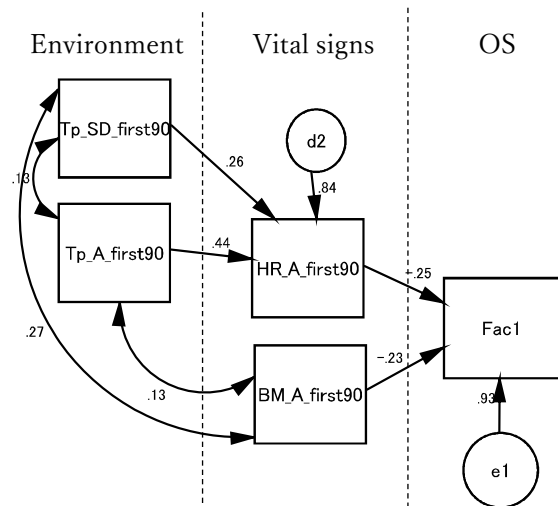 Environment
Vital signs
OS
Tp_SD_first90
d2
.26
.13
.84
Tp_A_first90
.44
HR_A_first90
-.25
Fac1
.27
-.23
.13
BM_A_first90
.93
e1